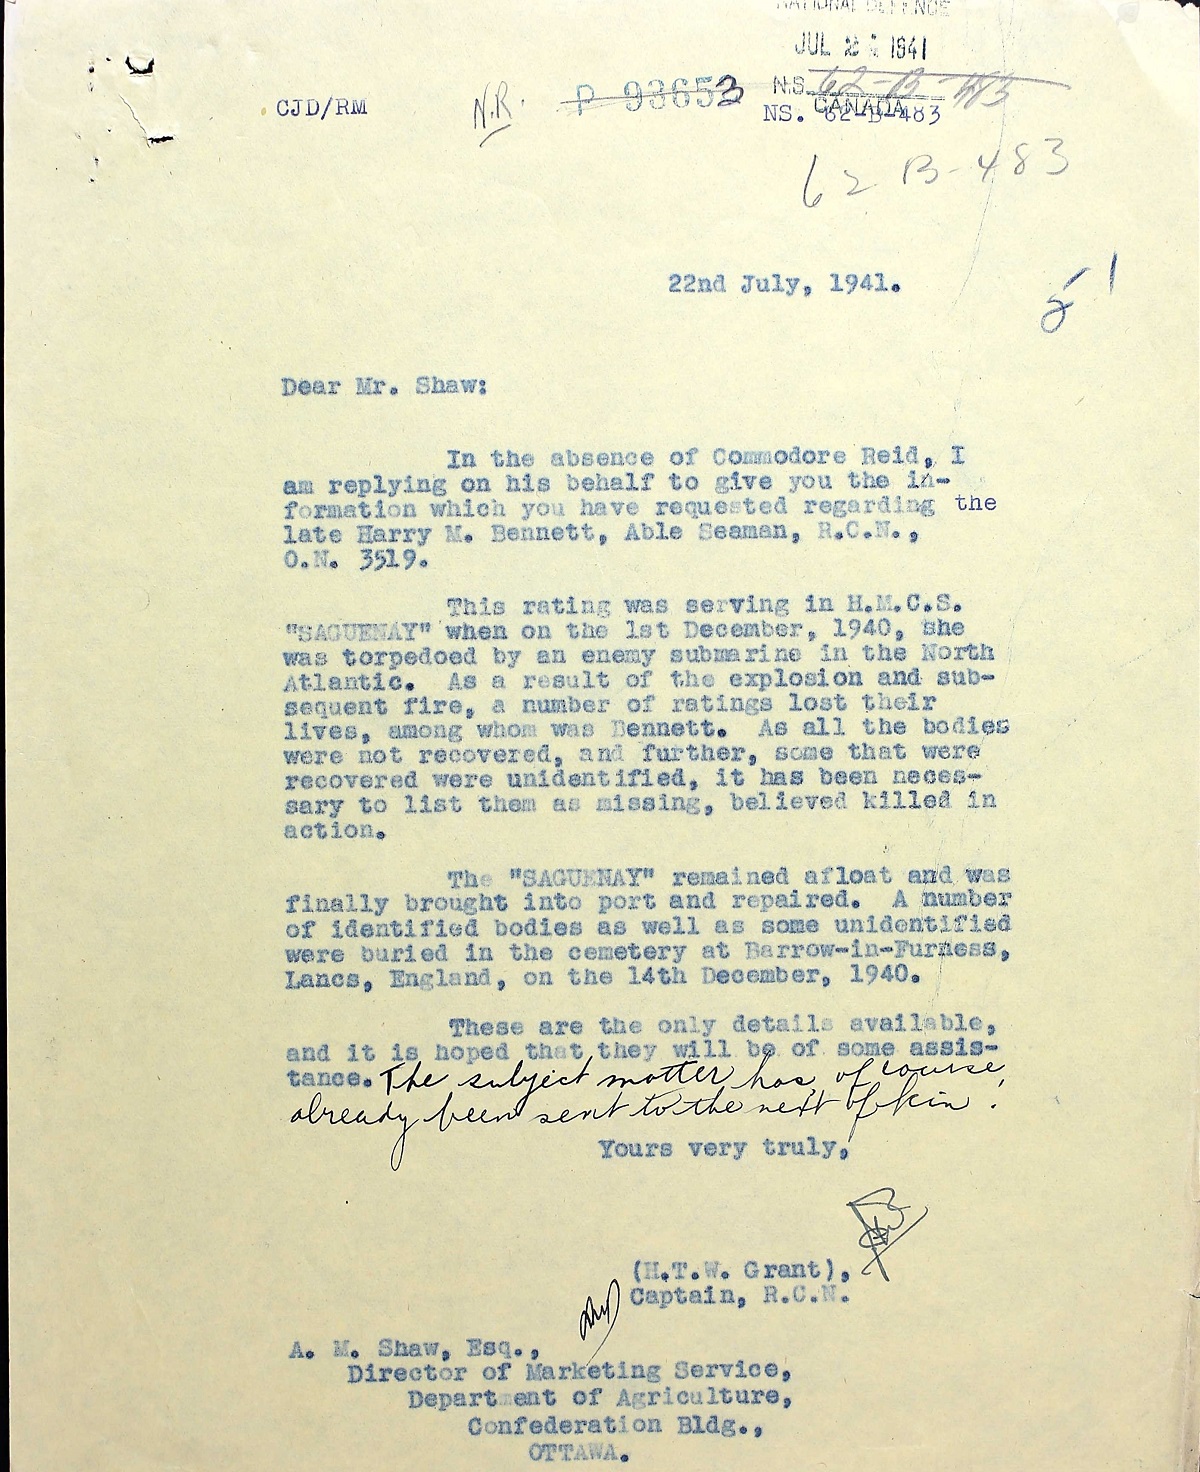 NATIONAL DEFENCE
JUL 2 1941
CJD/RM
N.R.
P 93653
N.S. 62-B-483
CANADA
NS. 62-B-483
62 B-483
22nd July, 1941.
Dear Mr. Shaw:
In the absence of Commodore Reid, I
am replying on his behalf to give you the in-
formation which you have requested regarding the
late Harry M. Bennett, Able Seaman, R.C.N.,
O.N. 3519.
This rating was serving in H.M.C.S.
"SAGUENAY" when on the 1st December, 1940, she
was torpedoed by an enemy submarine in the North
Atlantic. As a result of the explosion and sub-
sequent fire, a number of ratings lost their
lives, among whom was Bennett. As all the bodies
were not recovered, and further, some that were
recovered were unidentified, it has been neces-
sary to list them as missing, believed killed in
action.
The "SAGUENAY" remained afloat and was
finally brought into port and repaired. A number
of identified bodies as well as some unidentified
were buried in the cemetery at Barrow-in-Furness,
Lancs, England, on the 14th December, 1940.
These are the only details available,
and it is hoped that they will be of some assis-
tance. The subject matter has, of course,
already been sent to the next of kin.
Yours very truly,
(H.T.W. Grant),
Captain, R.C.N.
A. M. Shaw, Esq.,
Director of Marketing Service,
Department of Agriculture,
Confederation Bldg.,
OTTAWA.